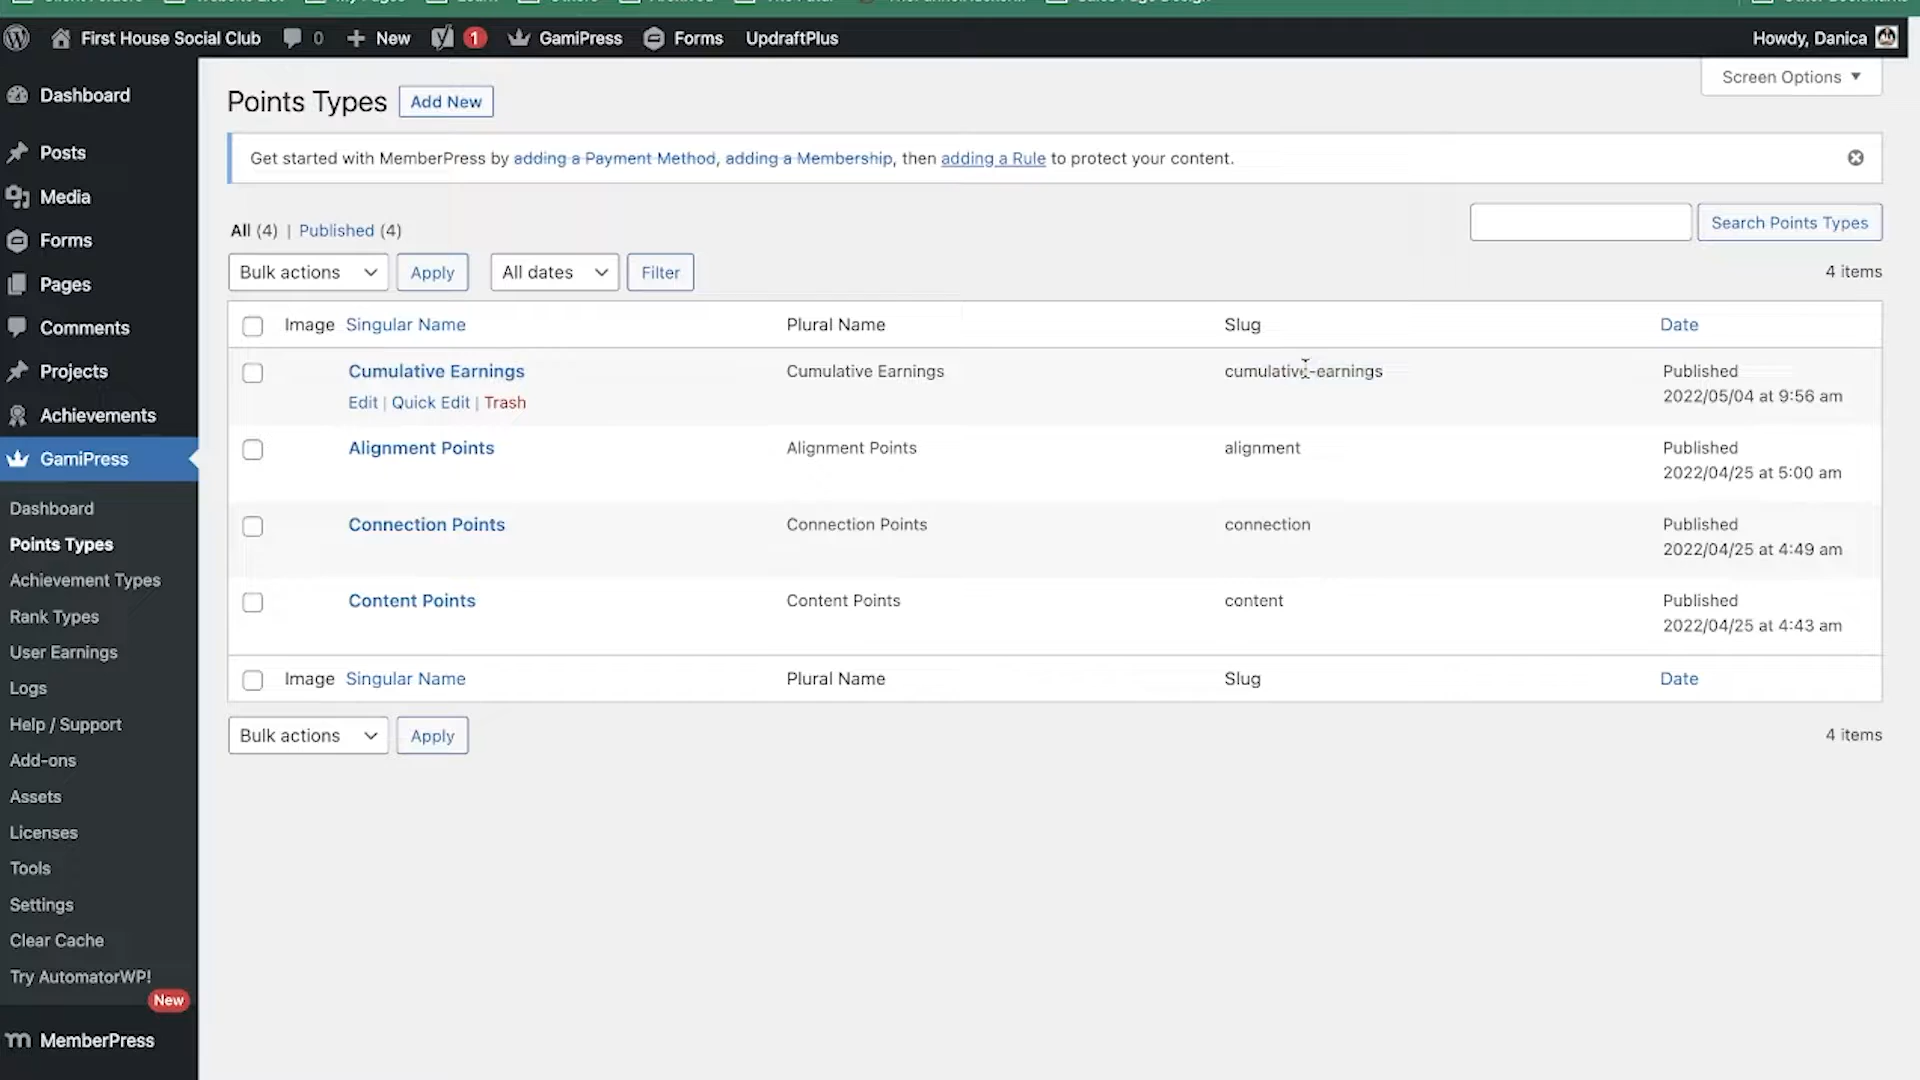 First House Social Club 0 New 1 GamiPress Forms UpdraftPlus Howdy, Danica
Screen Options
Dashboard
Posts
Media
Forms
Pages
Comments
Projects
Achievements
GamiPress
Dashboard
Points Types
Achievement Types
Rank Types
User Earnings
Logs
Help / Support
Add-ons
Assets
Licenses
Tools
Settings
Clear Cache
Try AutomatorWP!
New
MemberPress
Points Types Add New
Get started with MemberPress by adding a Payment Method, adding a Membership, then adding a Rule to protect your content.
All (4) | Published (4)
Search Points Types
Bulk actions Apply All dates Filter 4 items
Image Singular Name Plural Name Slug Date
Cumulative Earnings Cumulative Earnings cumulative-earnings Published
2022/05/04 at 9:56 am
Edit | Quick Edit | Trash
Alignment Points Alignment Points alignment Published
2022/04/25 at 5:00 am
Connection Points Connection Points connection Published
2022/04/25 at 4:49 am
Content Points Content Points content Published
2022/04/25 at 4:43 am
Image Singular Name Plural Name Slug Date
Bulk actions Apply 4 items